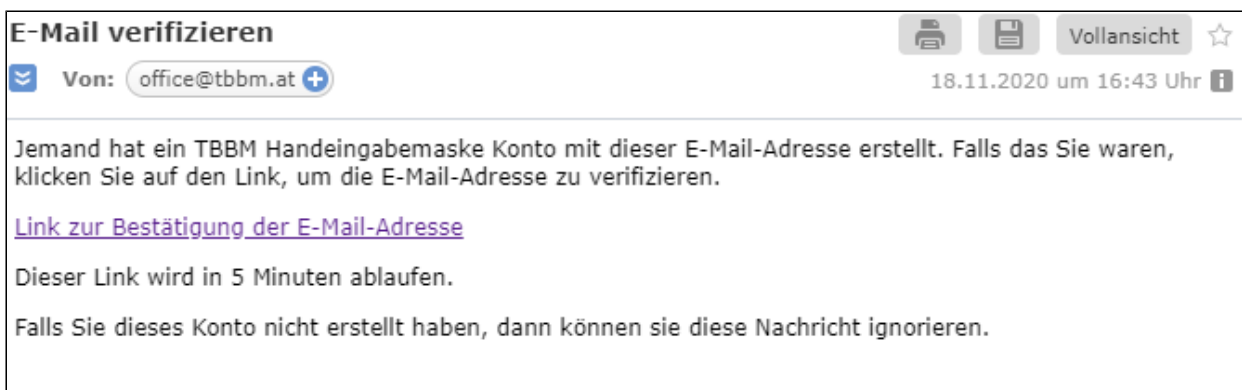 E-Mail verifizieren
Vollansicht
Von: office@tbbm.at
18.11.2020 um 16:43 Uhr
Jemand hat ein TBBM Handeingabemaske Konto mit dieser E-Mail-Adresse erstellt. Falls das Sie waren,
klicken Sie auf den Link, um die E-Mail-Adresse zu verifizieren.
Link zur Bestätigung der E-Mail-Adresse
Dieser Link wird in 5 Minuten ablaufen.
Falls Sie dieses Konto nicht erstellt haben, dann können sie diese Nachricht ignorieren.